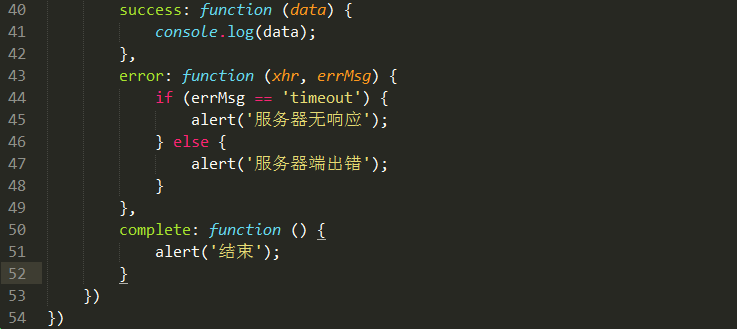 40 success: function (data) {
41 console.log(data);
42 },
43 error: function (xhr, errMsg) {
44 if (errMsg == 'timeout') {
45 alert('服务器无响应');
46 } else {
47 alert('服务器端出错');
48 }
49 },
50 complete: function () {
51 alert('结束');
52 }
53 })
54 })